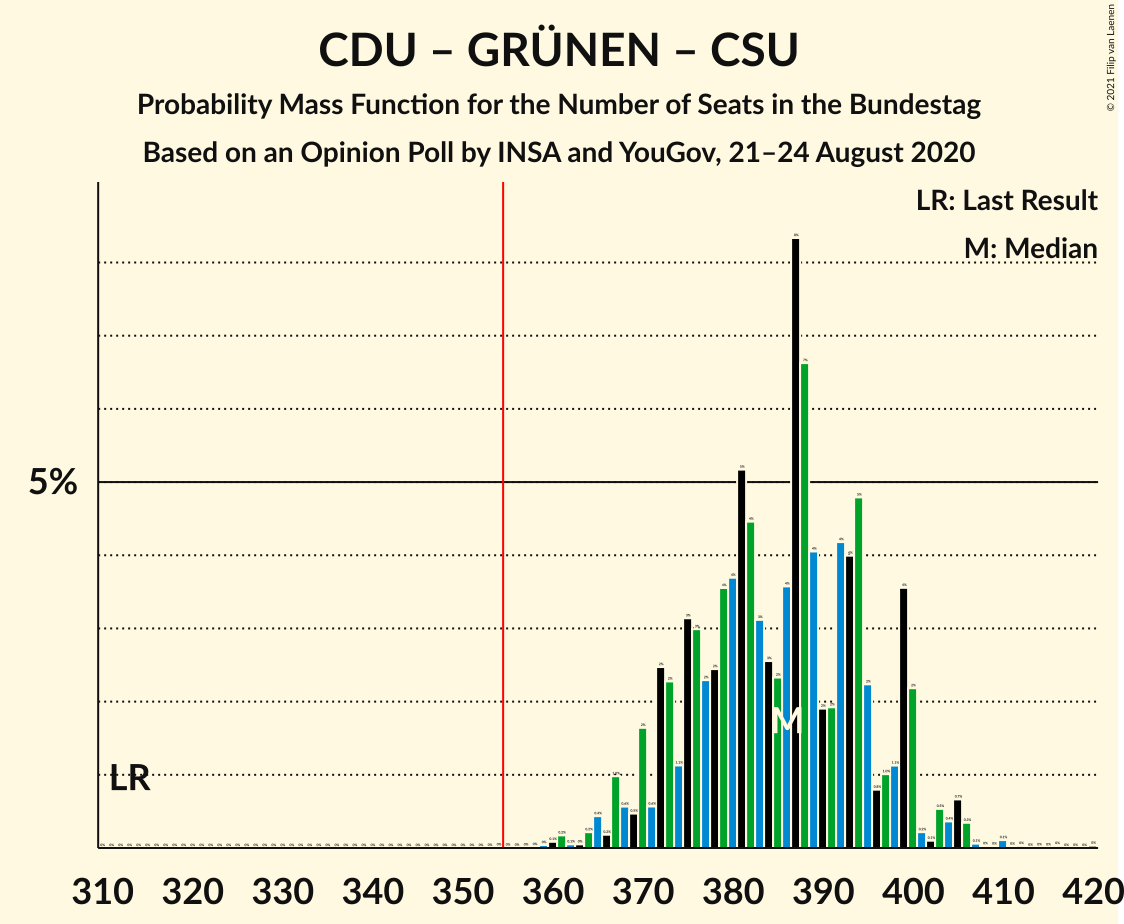 CDU – GRÜNEN – CSU
Probability Mass Function for the Number of Seats in the Bundestag
Based on an Opinion Poll by INSA and YouGov, 21–24 August 2020
© 2021 Filip van Laenen
LR: Last Result
M: Median
5%
M
LR
310 320 330 340 350 360 370 380 390 400 410 420